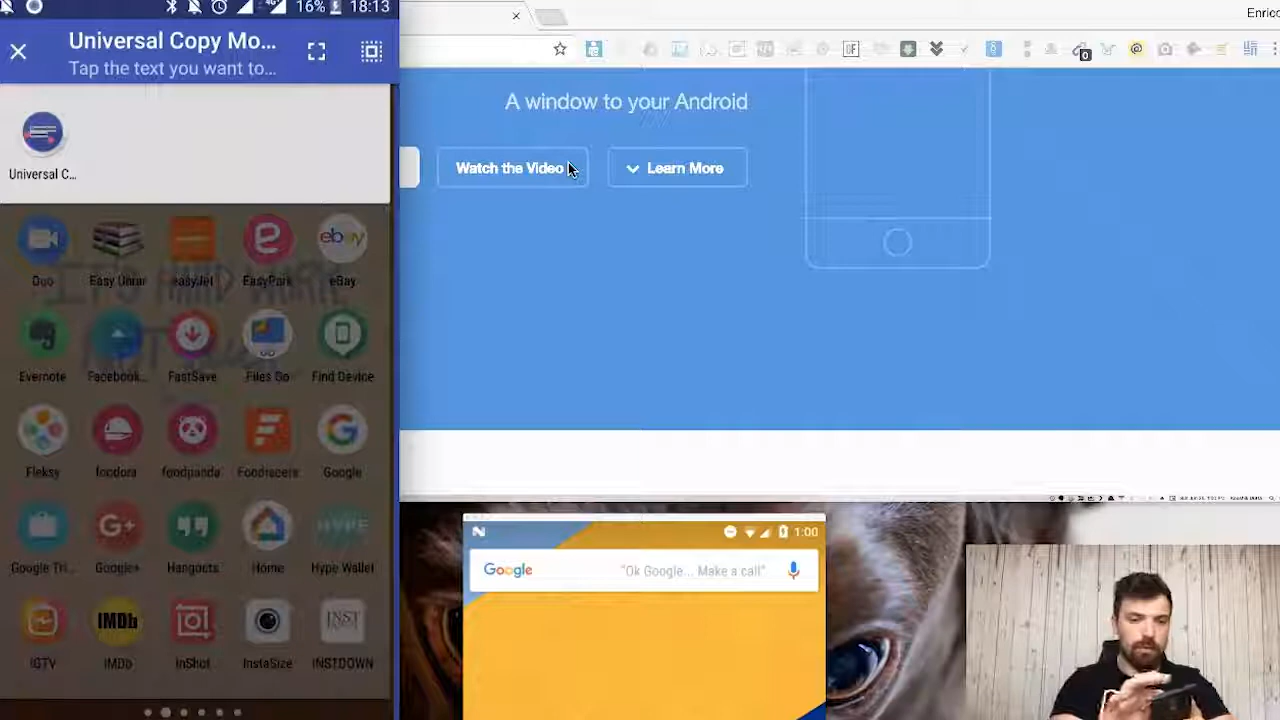 16% 18:13
Universal Copy Mo...
Tap the text you want to...
Universal C...
Duo Easy Unrar easyJet EasyPark eBay
Evernote Facebook... FastSave Files Go Find Device
Fleksy foodora foodpanda Foodracers Google
Google Tri... Google+ Hangouts Home Hype Wallet
IGTV IMDb InShot InstaSize INSTDOWN
Enrico
A window to your Android
Watch the Video
Learn More
1:00
Google "Ok Google... Make a call"